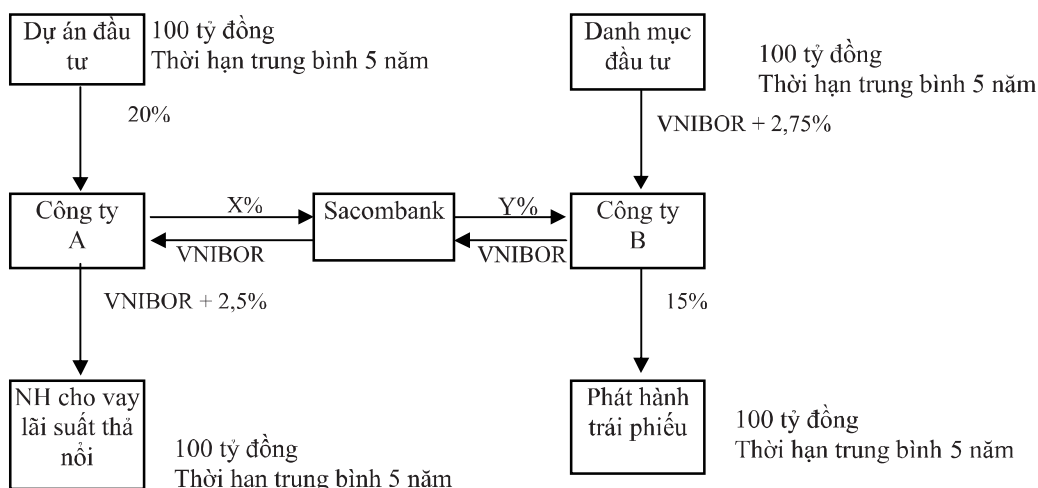 Dự án đầu
tư
100 tỷ đồng
Thời hạn trung bình 5 năm
Danh mục
đầu tư
100 tỷ đồng
Thời hạn trung bình 5 năm
20%
VNIBOR + 2,75%
Công ty
A
X%
VNIBOR
Sacombank
Y%
VNIBOR
Công ty
B
VNIBOR + 2,5%
15%
NH cho vay
lãi suất thả
nổi
100 tỷ đồng
Thời hạn trung bình 5 năm
Phát hành
trái phiếu
100 tỷ đồng
Thời hạn trung bình 5 năm